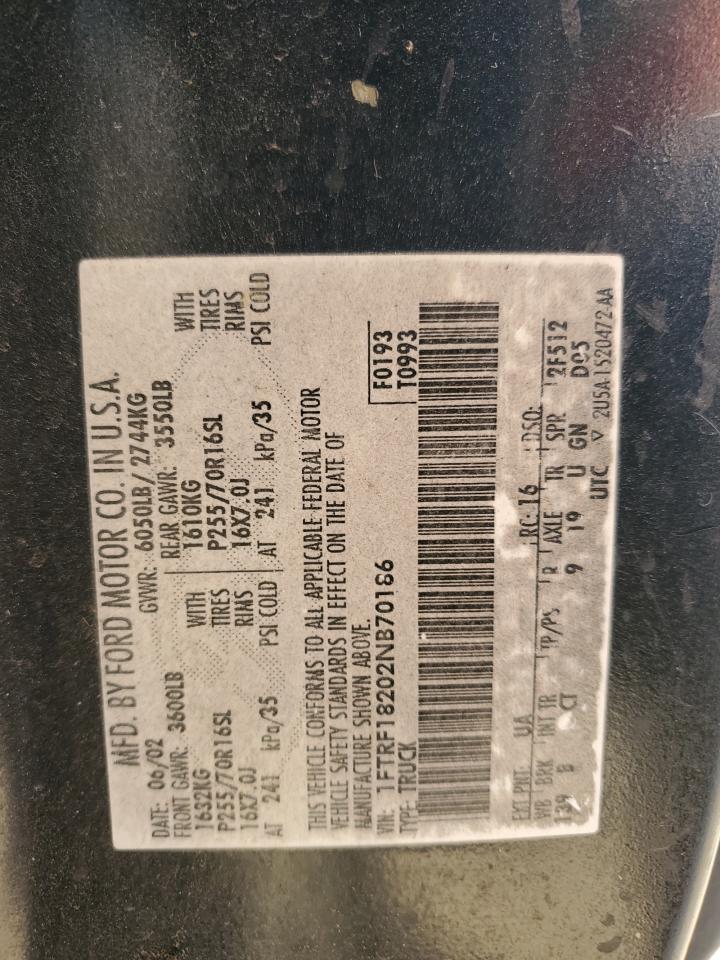 MFD. BY FORD MOTOR CO. IN U.S.A.
DATE: 06/02 GVWR: 6050LB/ 2744KG
FRONT GAWR: 3600LB REAR GAWR: 3550LB
1632KG WITH 1610KG WITH
P255/70R16SL TIRES P255/70R16SL TIRES
16X7.0J RIMS 16X7.0J RIMS
AT 241 kPa/35 PSI COLD AT 241 kPa/35 PSI COLD
THIS VEHICLE CONFORMS TO ALL APPLICABLE FEDERAL MOTOR
VEHICLE SAFETY STANDARDS IN EFFECT ON THE DATE OF
MANUFACTURE SHOWN ABOVE.
VIN: 1FTRF18202NB70186 F0193
TYPE: TRUCK T0993
EXT PNT: UA RC: 16 DSO:
WB BRK INT TR TP/PS R AXLE TR SPR 2F512
139 B CT 9 19 U GN D05
UTC ▽ 2U5A-1520472-AA